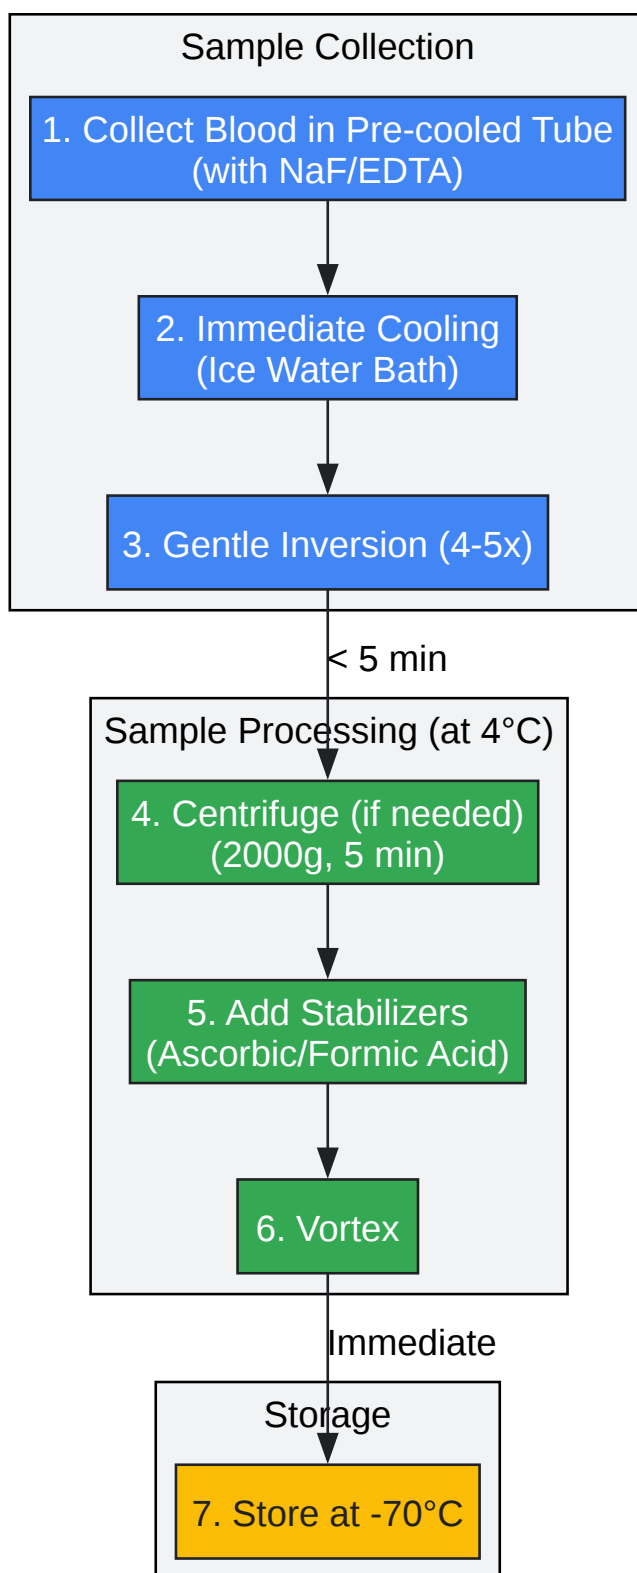 Sample Collection
1. Collect Blood in Pre-cooled Tube
(with NaF/EDTA)
2. Immediate Cooling
(Ice Water Bath)
3. Gentle Inversion (4-5x)
< 5 min
Sample Processing (at 4°C)
4. Centrifuge (if needed)
(2000g, 5 min)
5. Add Stabilizers
(Ascorbic/Formic Acid)
6. Vortex
Immediate
Storage
7. Store at -70°C